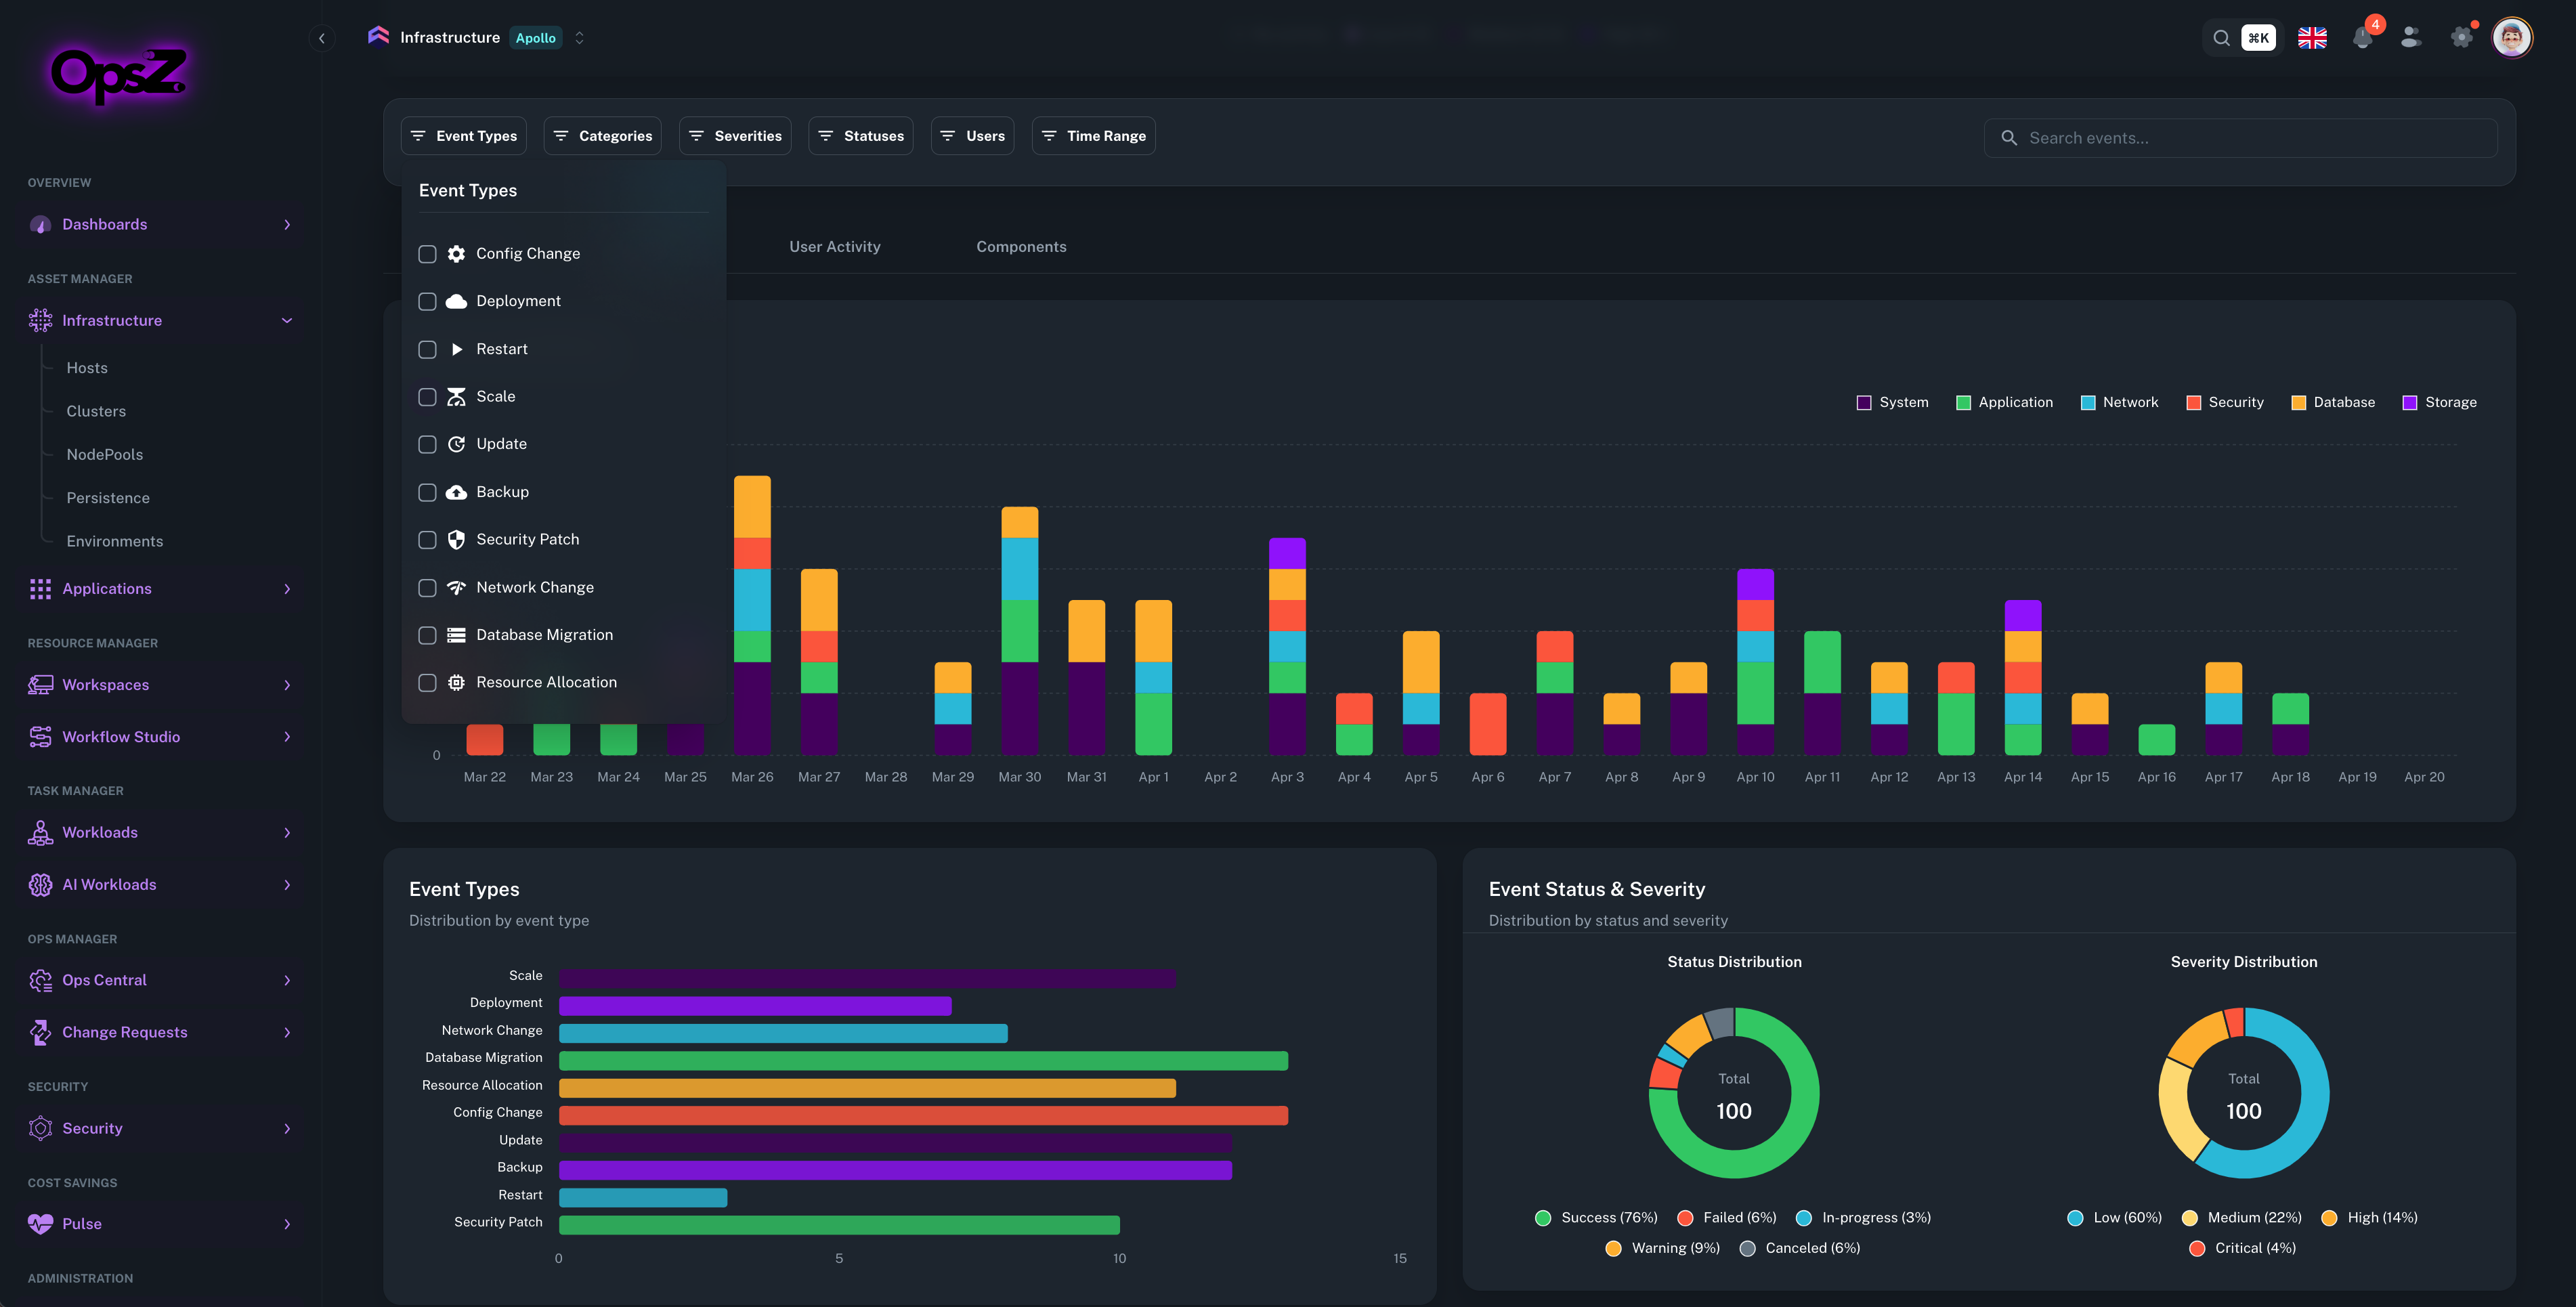 OpsZ
Infrastructure Apollo
⌘K
4
OVERVIEW
Dashboards
ASSET MANAGER
Infrastructure
Hosts
Clusters
NodePools
Persistence
Environments
Applications
RESOURCE MANAGER
Workspaces
Workflow Studio
TASK MANAGER
Workloads
AI Workloads
OPS MANAGER
Ops Central
Change Requests
SECURITY
Security
COST SAVINGS
Pulse
ADMINISTRATION
Event Types Categories Severities Statuses Users Time Range
Search events...
Event Types
Config Change
Deployment
Restart
Scale
Update
Backup
Security Patch
Network Change
Database Migration
Resource Allocation
User Activity Components
System Application Network Security Database Storage
0
Mar 22 Mar 23 Mar 24 Mar 25 Mar 26 Mar 27 Mar 28 Mar 29 Mar 30 Mar 31 Apr 1 Apr 2 Apr 3 Apr 4 Apr 5 Apr 6 Apr 7 Apr 8 Apr 9 Apr 10 Apr 11 Apr 12 Apr 13 Apr 14 Apr 15 Apr 16 Apr 17 Apr 18 Apr 19 Apr 20
Event Types
Distribution by event type
Scale
Deployment
Network Change
Database Migration
Resource Allocation
Config Change
Update
Backup
Restart
Security Patch
0 5 10 15
Event Status & Severity
Distribution by status and severity
Status Distribution
Total
100
Success (76%) Failed (6%) In-progress (3%)
Warning (9%) Canceled (6%)
Severity Distribution
Total
100
Low (60%) Medium (22%) High (14%)
Critical (4%)